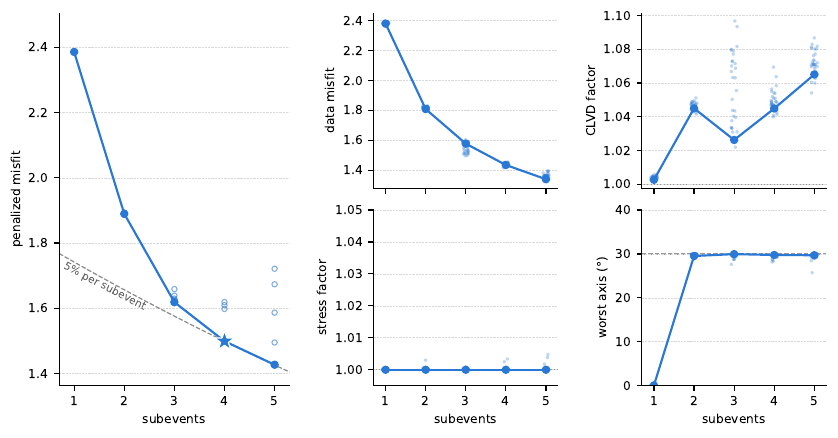 2.4
2.2
2.0
1.8
1.6
1.4
penalized misfit
5% per subevent
1 2 3 4 5
subevents
2.4
2.2
2.0
1.8
1.6
1.4
data misfit
1.10
1.08
1.06
1.04
1.02
1.00
CLVD factor
1.05
1.04
1.03
1.02
1.01
1.00
stress factor
1 2 3 4 5
subevents
40
30
20
10
0
worst axis (°)
1 2 3 4 5
subevents